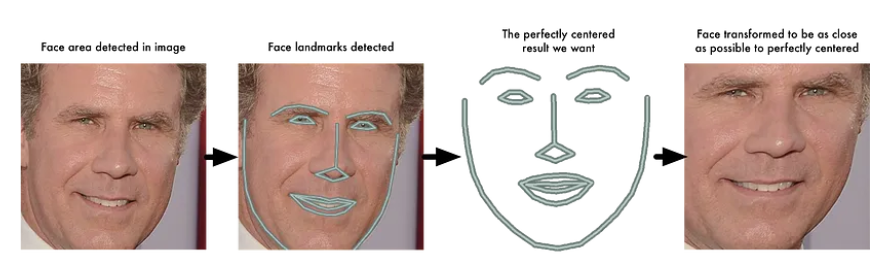 Face area detected in image
Face landmarks detected
The perfectly centered
result we want
Face transformed to be as close
as possible to perfectly centered